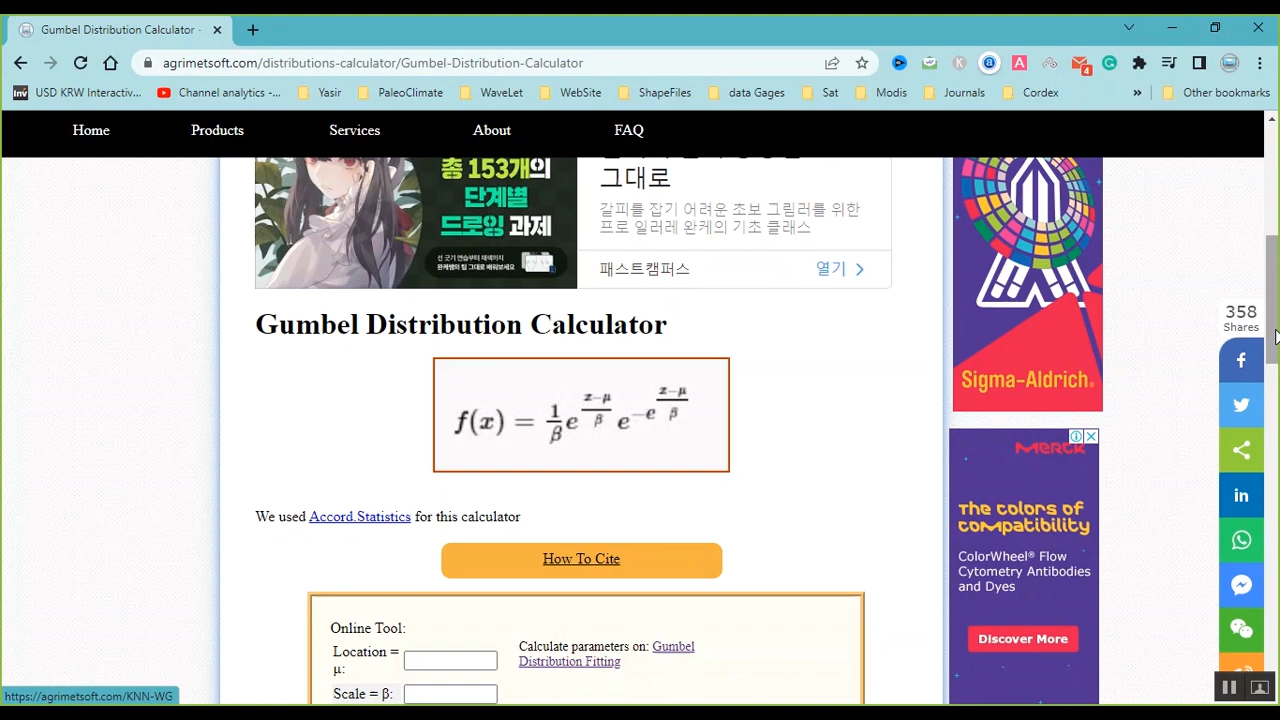 Gumbel Distribution Calculator -
agrimetsoft.com/distributions-calculator/Gumbel-Distribution-Calculator
4
USD KRW Interactiv...
Channel analytics -...
Yasir
PaleoClimate
WaveLet
WebSite
ShapeFiles
data Gages
Sat
Modis
Journals
Cordex
»
Other bookmarks
Home
Products
Services
About
FAQ
총 153개의
단계별
드로잉 과제
그대로
갈피를 잡기 어려운 초보 그림러를 위한
프로 일러레 완케의 기초 클래스
패스트캠퍼스
열기
Gumbel Distribution Calculator
f(x) = 1/β e^((x−μ)/β) e^(−e^((x−μ)/β))
We used Accord.Statistics for this calculator
How To Cite
Online Tool:
Location =
μ:
Scale = β:
Calculate parameters on: Gumbel
Distribution Fitting
Sigma-Aldrich.
MERCK
The colors of
compatibility
ColorWheel® Flow
Cytometry Antibodies
and Dyes
Discover More
358
Shares
https://agrimetsoft.com/KNN-WG